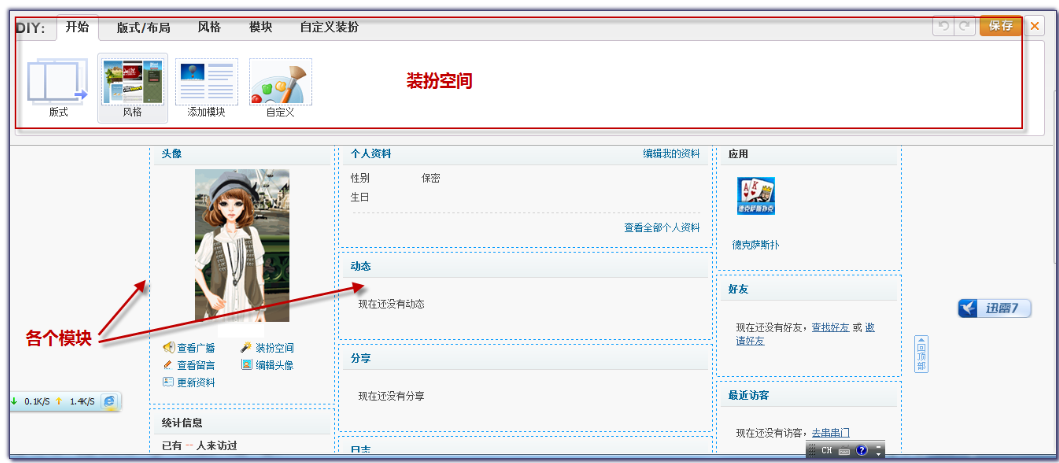 DIY: 开始 版式/布局 风格 模块 自定义装扮 保存
版式 风格 添加模块 自定义
装扮空间
头像
查看广播 装扮空间
查看留言 编辑头像
更新资料
统计信息
已有 -- 人来访过
个人资料 编辑我的资料
性别 保密
生日
查看全部个人资料
动态
现在还没有动态
分享
现在还没有分享
日志
应用
德克萨斯扑克
德克萨斯扑
好友
现在还没有好友，查找好友 或 邀
请好友
最近访客
现在还没有访客，去串串门
各个模块
迅雷7
回
顶
部
0.1K/S 1.4K/S
CH